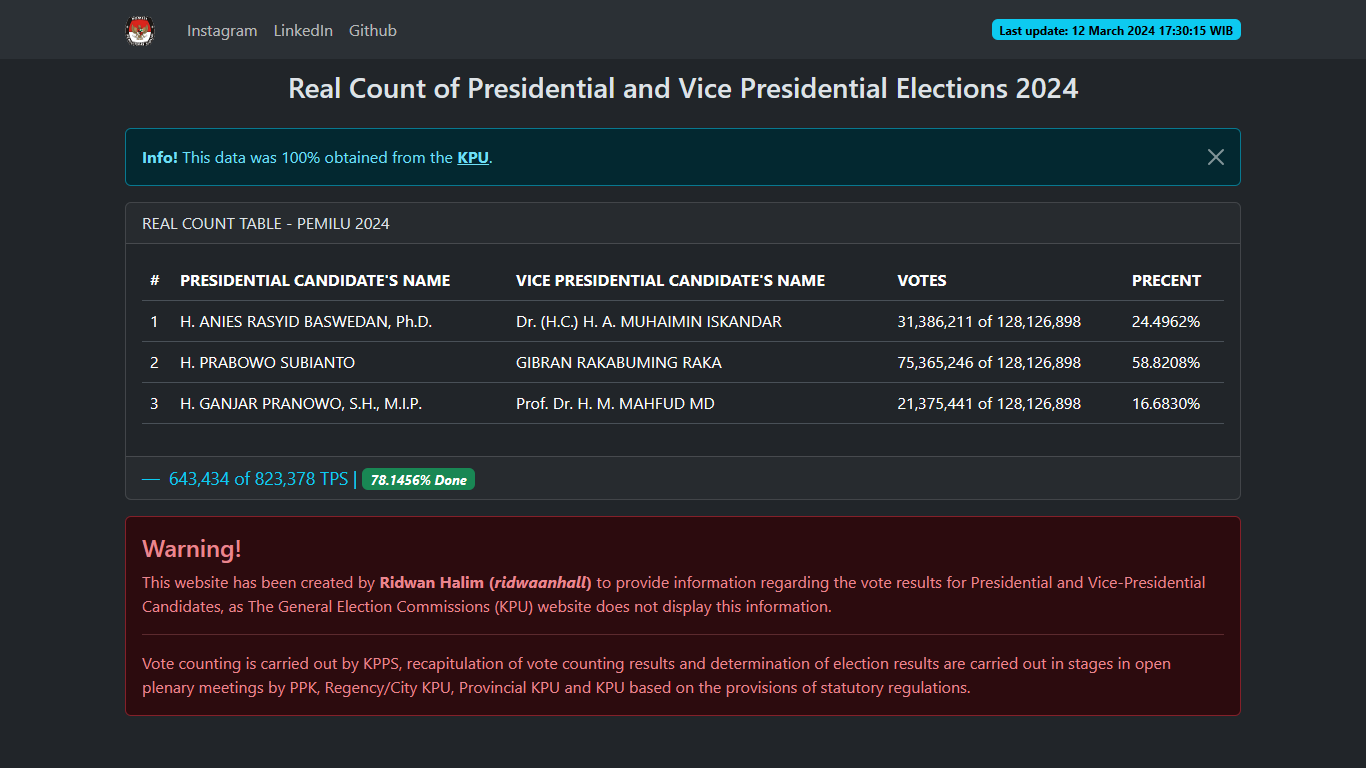 Instagram LinkedIn Github Last update: 12 March 2024 17:30:15 WIB
Real Count of Presidential and Vice Presidential Elections 2024
Info! This data was 100% obtained from the KPU.
REAL COUNT TABLE - PEMILU 2024
# PRESIDENTIAL CANDIDATE'S NAME VICE PRESIDENTIAL CANDIDATE'S NAME VOTES PRECENT
1 H. ANIES RASYID BASWEDAN, Ph.D. Dr. (H.C.) H. A. MUHAIMIN ISKANDAR 31,386,211 of 128,126,898 24.4962%
2 H. PRABOWO SUBIANTO GIBRAN RAKABUMING RAKA 75,365,246 of 128,126,898 58.8208%
3 H. GANJAR PRANOWO, S.H., M.I.P. Prof. Dr. H. M. MAHFUD MD 21,375,441 of 128,126,898 16.6830%
— 643,434 of 823,378 TPS | 78.1456% Done
Warning!
This website has been created by Ridwan Halim (ridwaanhall) to provide information regarding the vote results for Presidential and Vice-Presidential
Candidates, as The General Election Commissions (KPU) website does not display this information.
Vote counting is carried out by KPPS, recapitulation of vote counting results and determination of election results are carried out in stages in open
plenary meetings by PPK, Regency/City KPU, Provincial KPU and KPU based on the provisions of statutory regulations.